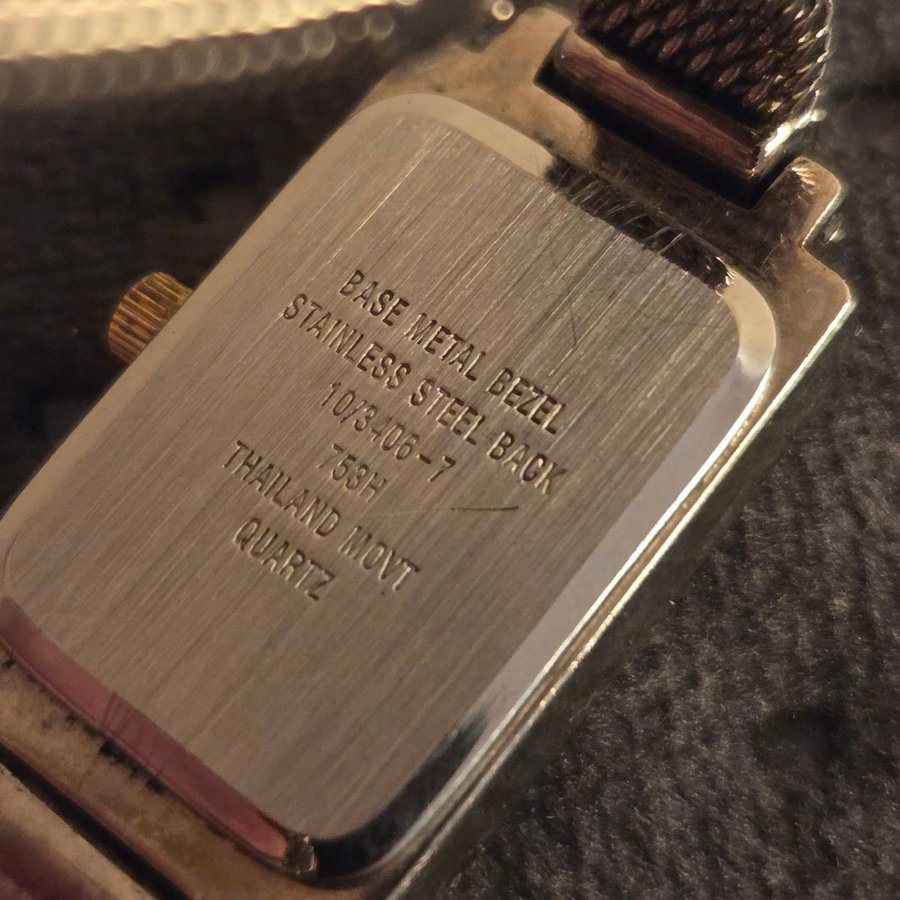 BASE METAL BEZEL
STAINLESS STEEL BACK
10/3406-7
753H
THAILAND MOVT
QUARTZ